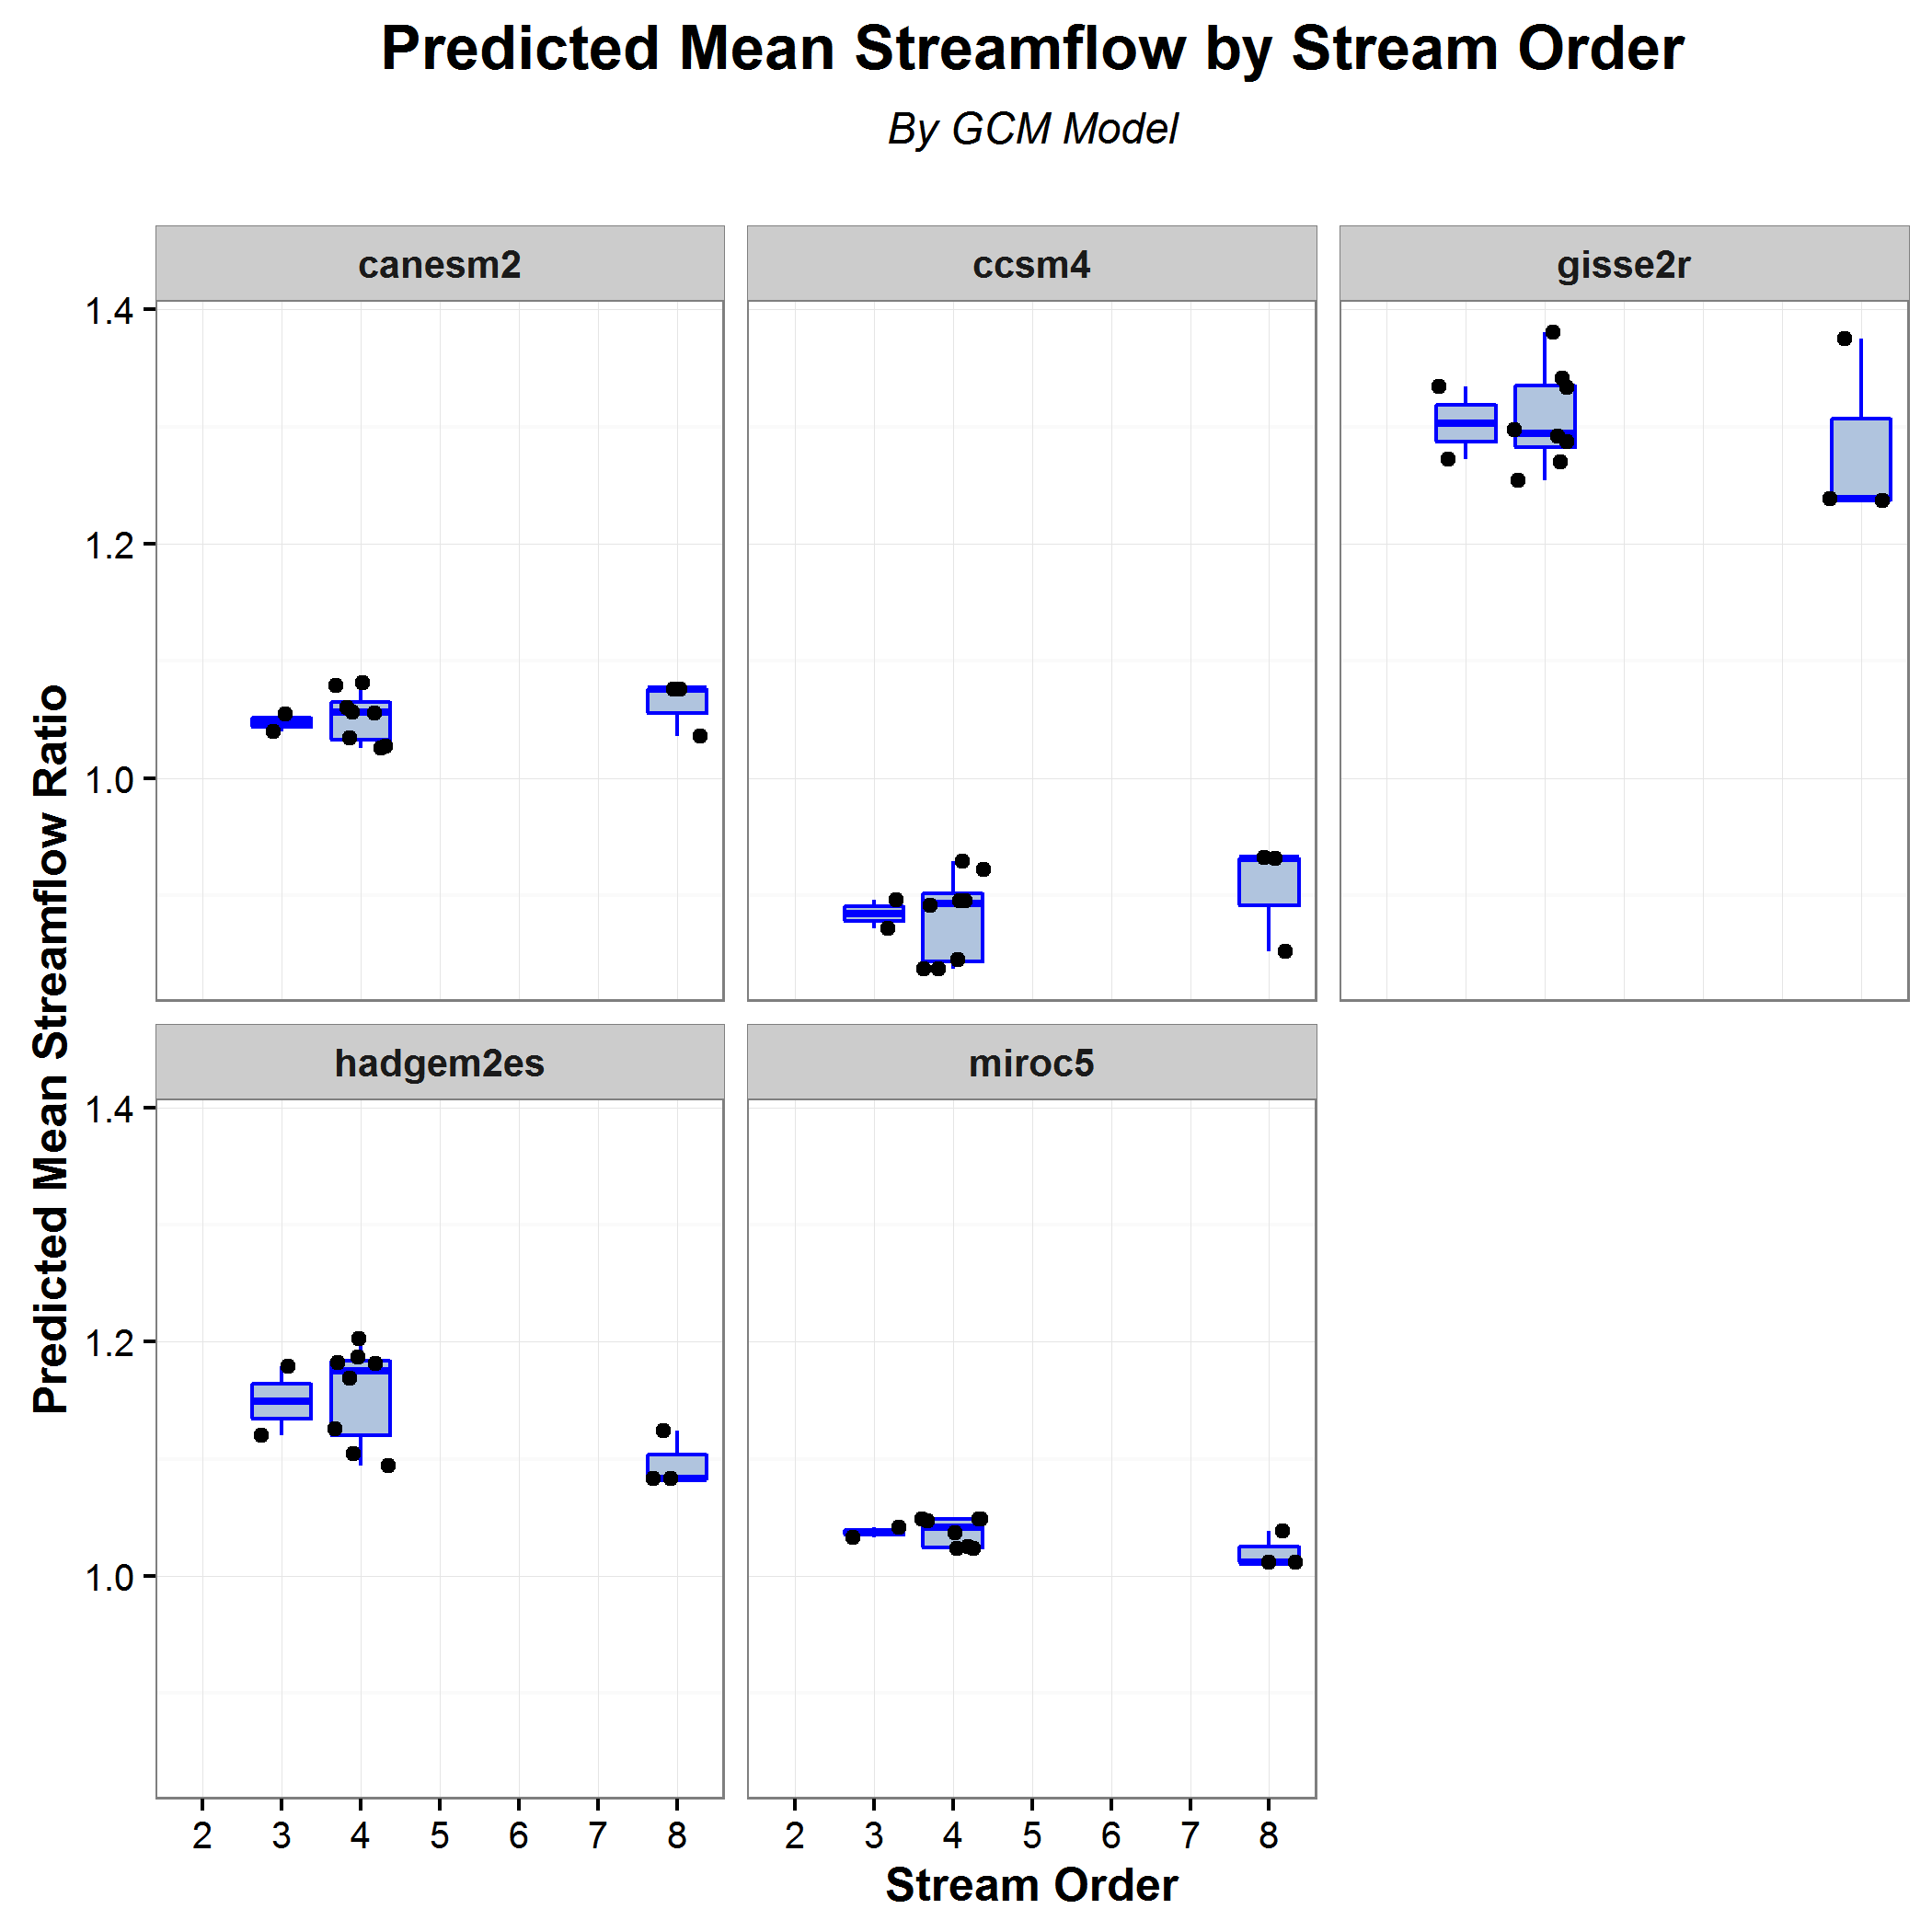 Predicted Mean Streamflow by Stream Order
By GCM Model
canesm2
ccsm4
gisse2r
1.4
1.2
1.0
Predicted Mean Streamflow Ratio
hadgem2es
miroc5
1.4
1.2
1.0
2 3 4 5 6 7 8
2 3 4 5 6 7 8
Stream Order